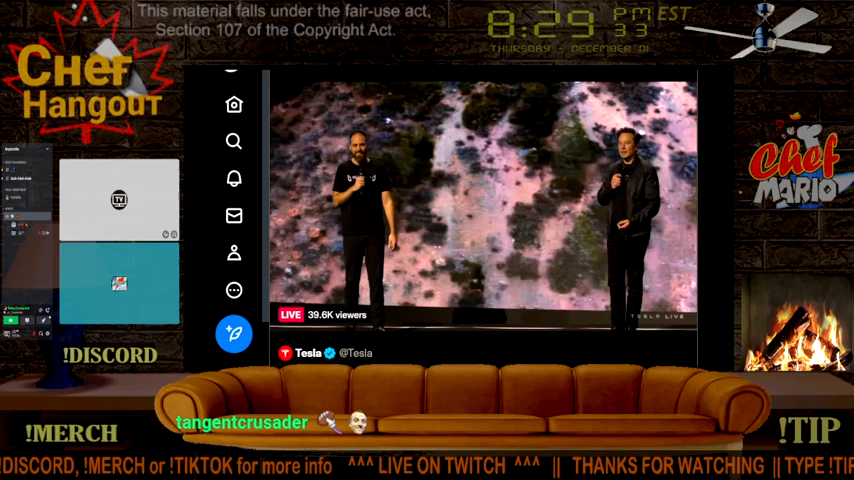 This material falls under the fair-use act,
Section 107 of the Copyright Act.
8:29 PM EST
33
THURSDAY - DECEMBER 01
CHEF
HANGOUT
TV
Chef
MARIO
LIVE 39.6K viewers
TESLA LIVE
Tesla @Tesla
!DISCORD
tangentcrusader
!MERCH
!TIP
!DISCORD, !MERCH or !TIKTOK for more info ^^^ LIVE ON TWITCH ^^^ || THANKS FOR WATCHING || TYPE !TIP